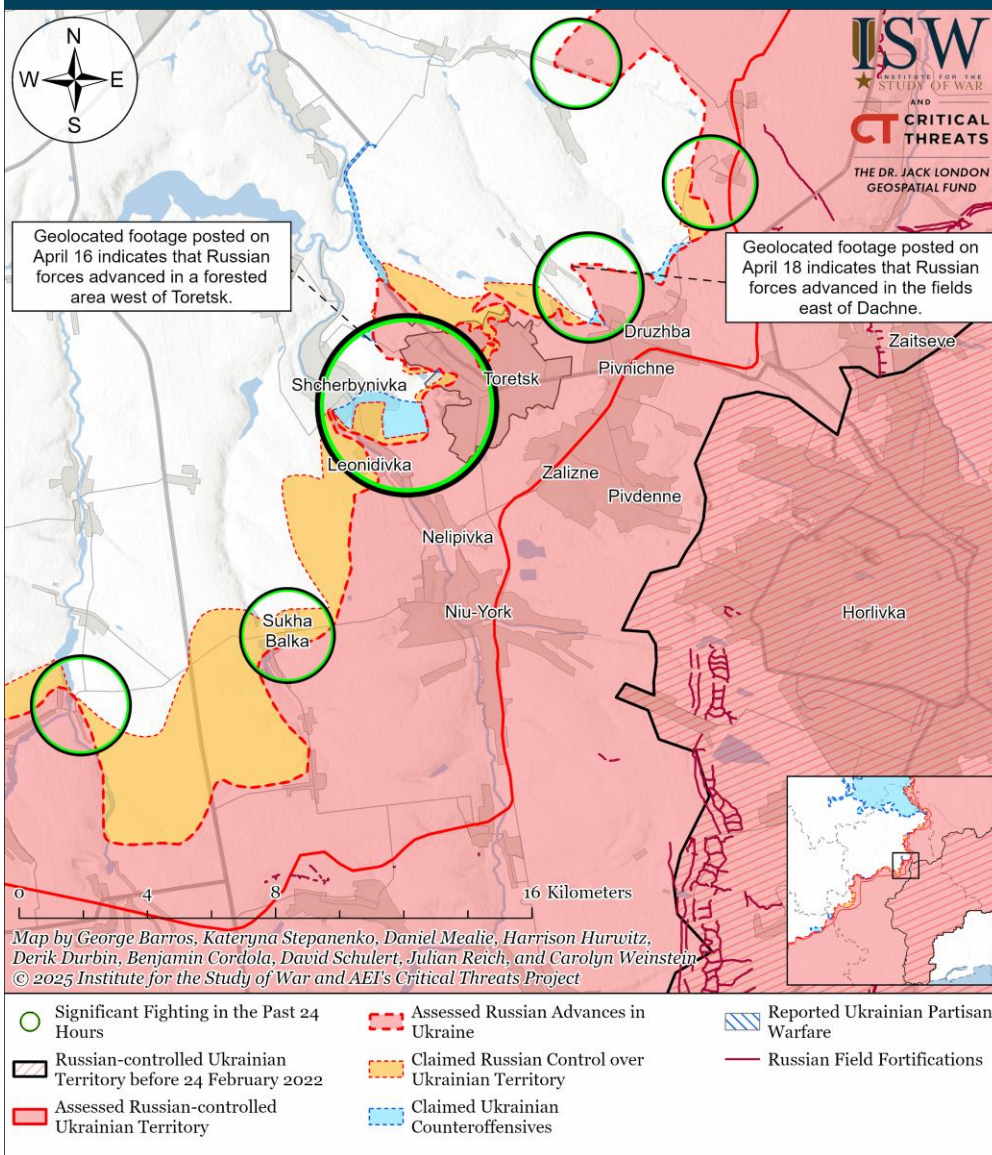 N
W E
S
ISW
INSTITUTE FOR THE
STUDY OF WAR
AND
CT CRITICAL
THREATS
THE DR. JACK LONDON
GEOSPATIAL FUND
Geolocated footage posted on
April 16 indicates that Russian
forces advanced in a forested
area west of Toretsk.
Geolocated footage posted on
April 18 indicates that Russian
forces advanced in the fields
east of Dachne.
Druzhba
Zaitseve
Pivnichne
Toretsk
Shcherbynivka
Leonidivka
Zalizne
Pivdenne
Nelipivka
Niu-York
Horlivka
Sukha
Balka
0 4 8 16 Kilometers
Map by George Barros, Kateryna Stepanenko, Daniel Mealie, Harrison Hurwitz,
Derik Durbin, Benjamin Cordola, David Schulert, Julian Reich, and Carolyn Weinstein
© 2025 Institute for the Study of War and AEI's Critical Threats Project
Significant Fighting in the Past 24
Hours
Russian-controlled Ukrainian
Territory before 24 February 2022
Assessed Russian-controlled
Ukrainian Territory
Assessed Russian Advances in
Ukraine
Claimed Russian Control over
Ukrainian Territory
Claimed Ukrainian
Counteroffensives
Reported Ukrainian Partisan
Warfare
Russian Field Fortifications